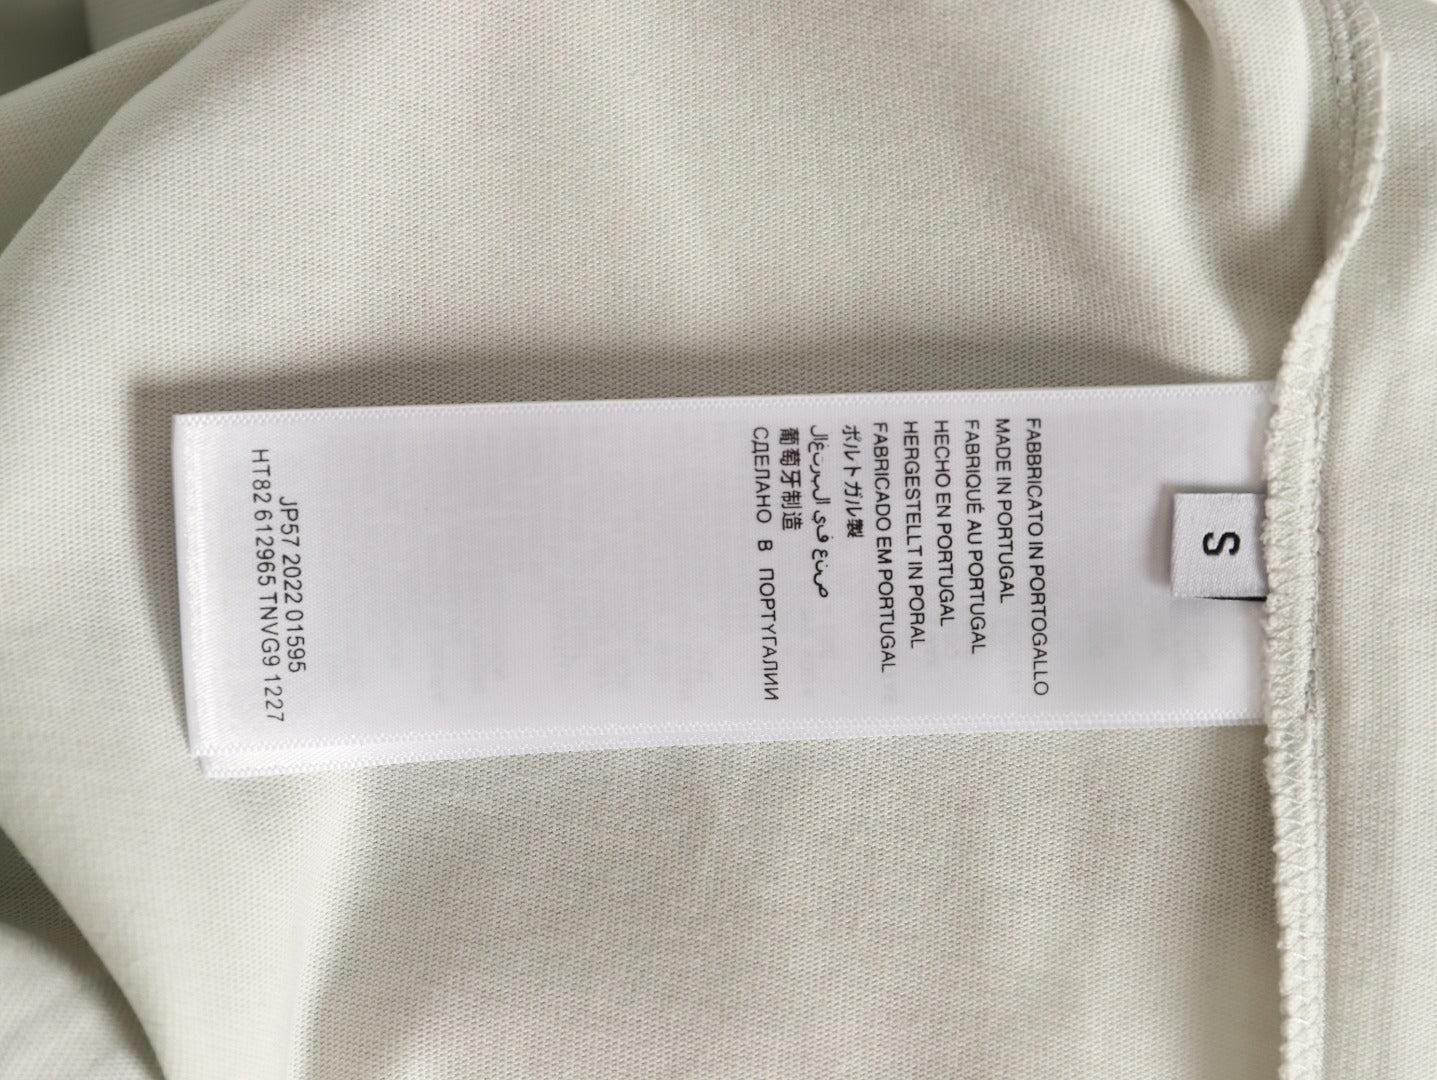 S
FABBRICATO IN PORTOGALLO
MADE IN PORTUGAL
FABRIQUÉ AU PORTUGAL
HECHO EN PORTUGAL
HERGESTELLT IN PORAL
FABRICADO EM PORTUGAL
ポルトガル製
صنع في البرتغال
葡萄牙制造
СДЕЛАНО В ПОРТУГАЛИИ
JP57 2022 01595
HT82 612965 TNVG9 1227